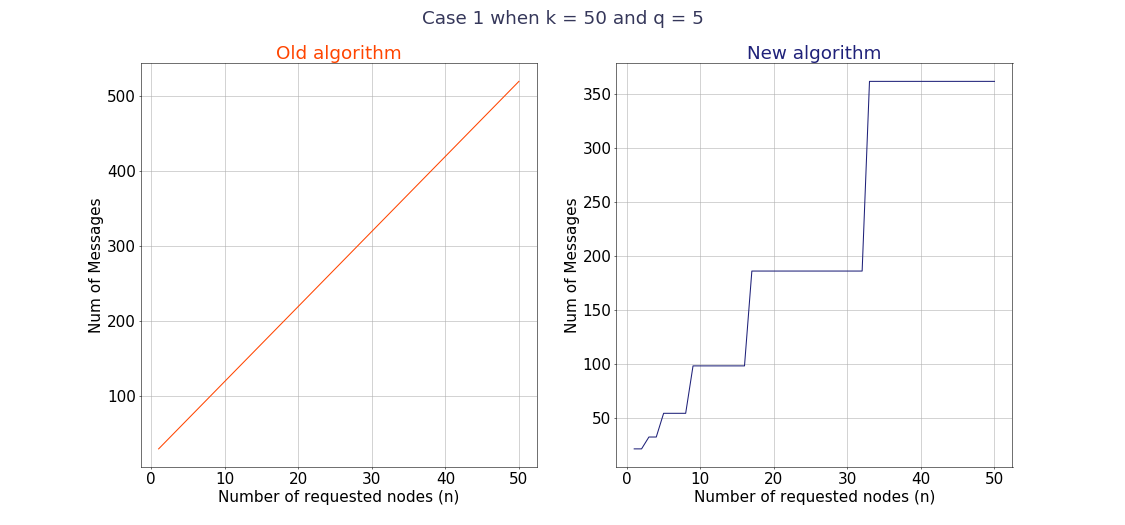 Case 1 when k = 50 and q = 5
Old algorithm
Num of Messages
500
400
300
200
100
0 10 20 30 40 50
Number of requested nodes (n)
New algorithm
Num of Messages
350
300
250
200
150
100
50
0 10 20 30 40 50
Number of requested nodes (n)